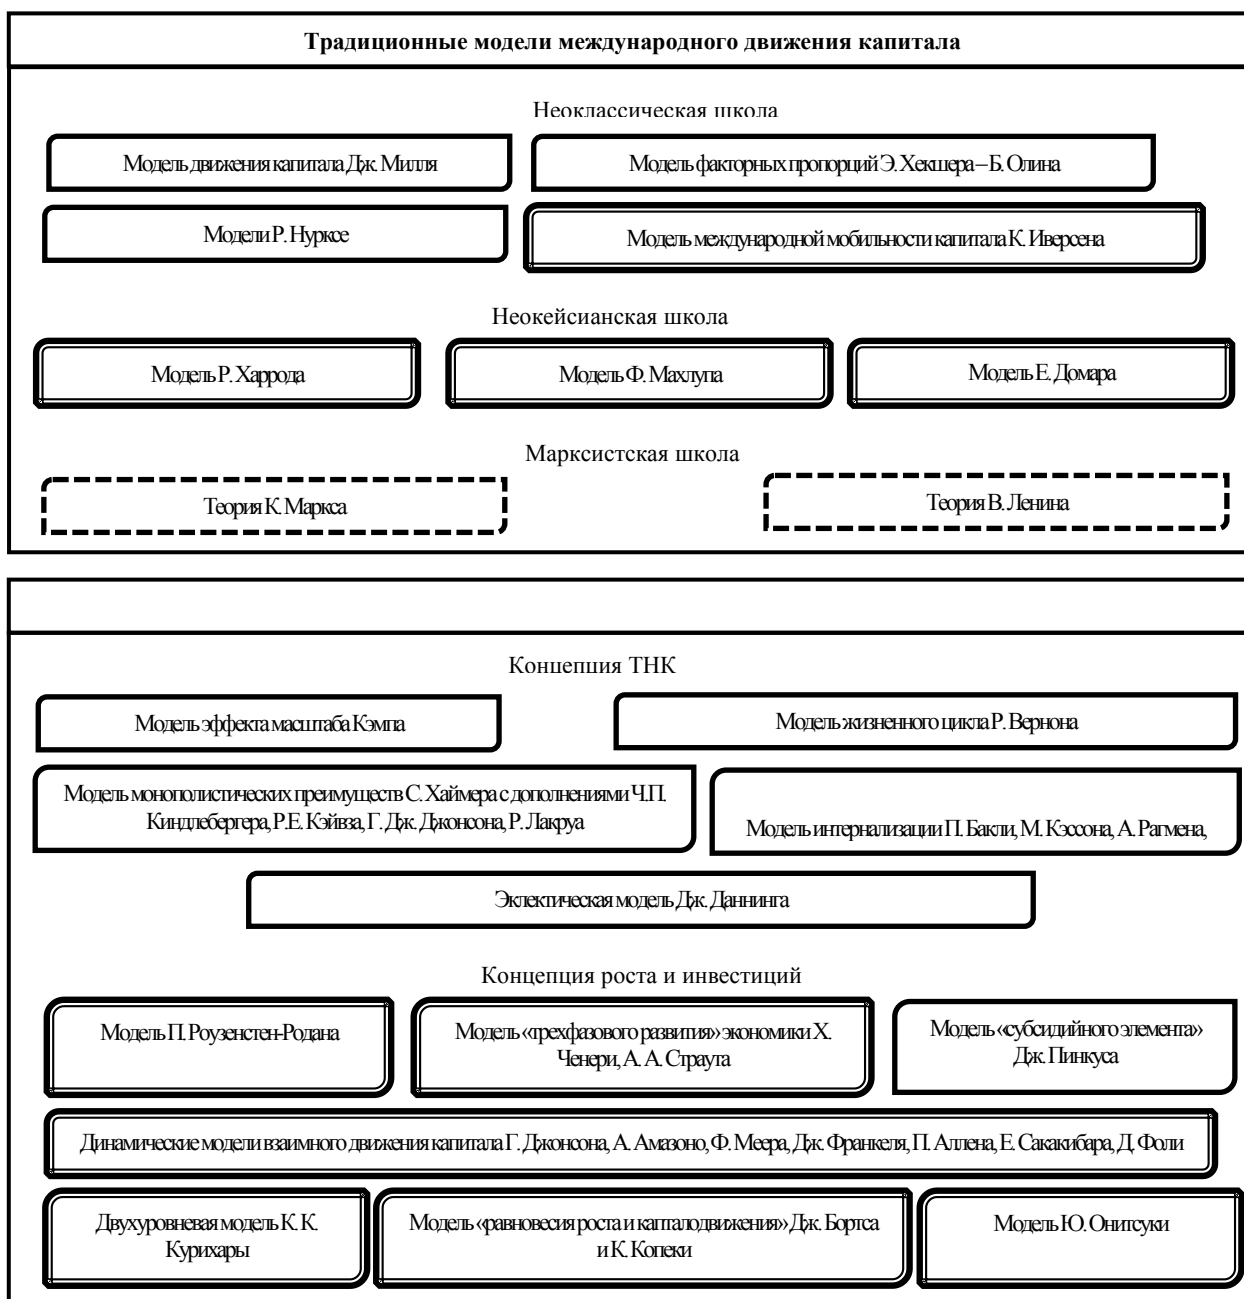 Традиционные модели международного движения капитала
Неоклассическая школа
Модель движения капитала Дж. Милля
Модель факторных пропорций Э. Хекшера – Б. Олина
Модели Р. Нурксе
Модель международной мобильности капитала К. Иверсена
Неокейсианская школа
Модель Р. Харрода
Модель Ф. Махлупа
Модель Е. Домара
Марксистская школа
Теория К. Маркса
Теория В. Ленина
Концепция ТНК
Модель эффекта масштаба Кэмпа
Модель жизненного цикла Р. Вернона
Модель монополистических преимуществ С. Хаймера с дополнениями Ч.П.
Киндлебергера, Р.Е. Кэйвза, Г. Дж. Джонсона, Р. Лакруа
Модель интернализации П. Бакли, М. Кэссона, А. Рагмена,
Эклектическая модель Дж. Даннинга
Концепция роста и инвестиций
Модель П. Роузенстен-Родана
Модель «трехфазового развития» экономики Х.
Ченери, А. А. Страута
Модель «субсидийного элемента»
Дж. Пинкуса
Динамические модели взаимного движения капитала Г. Джонсона, А. Амазоно, Ф. Меера, Дж. Франкеля, П. Аллена, Е. Сакакибара, Д. Фоли
Двухуровневая модель К. К.
Курихары
Модель «равновесия роста и капталодвижения» Дж. Бортса
и К. Копеки
Модель Ю. Онитсуки